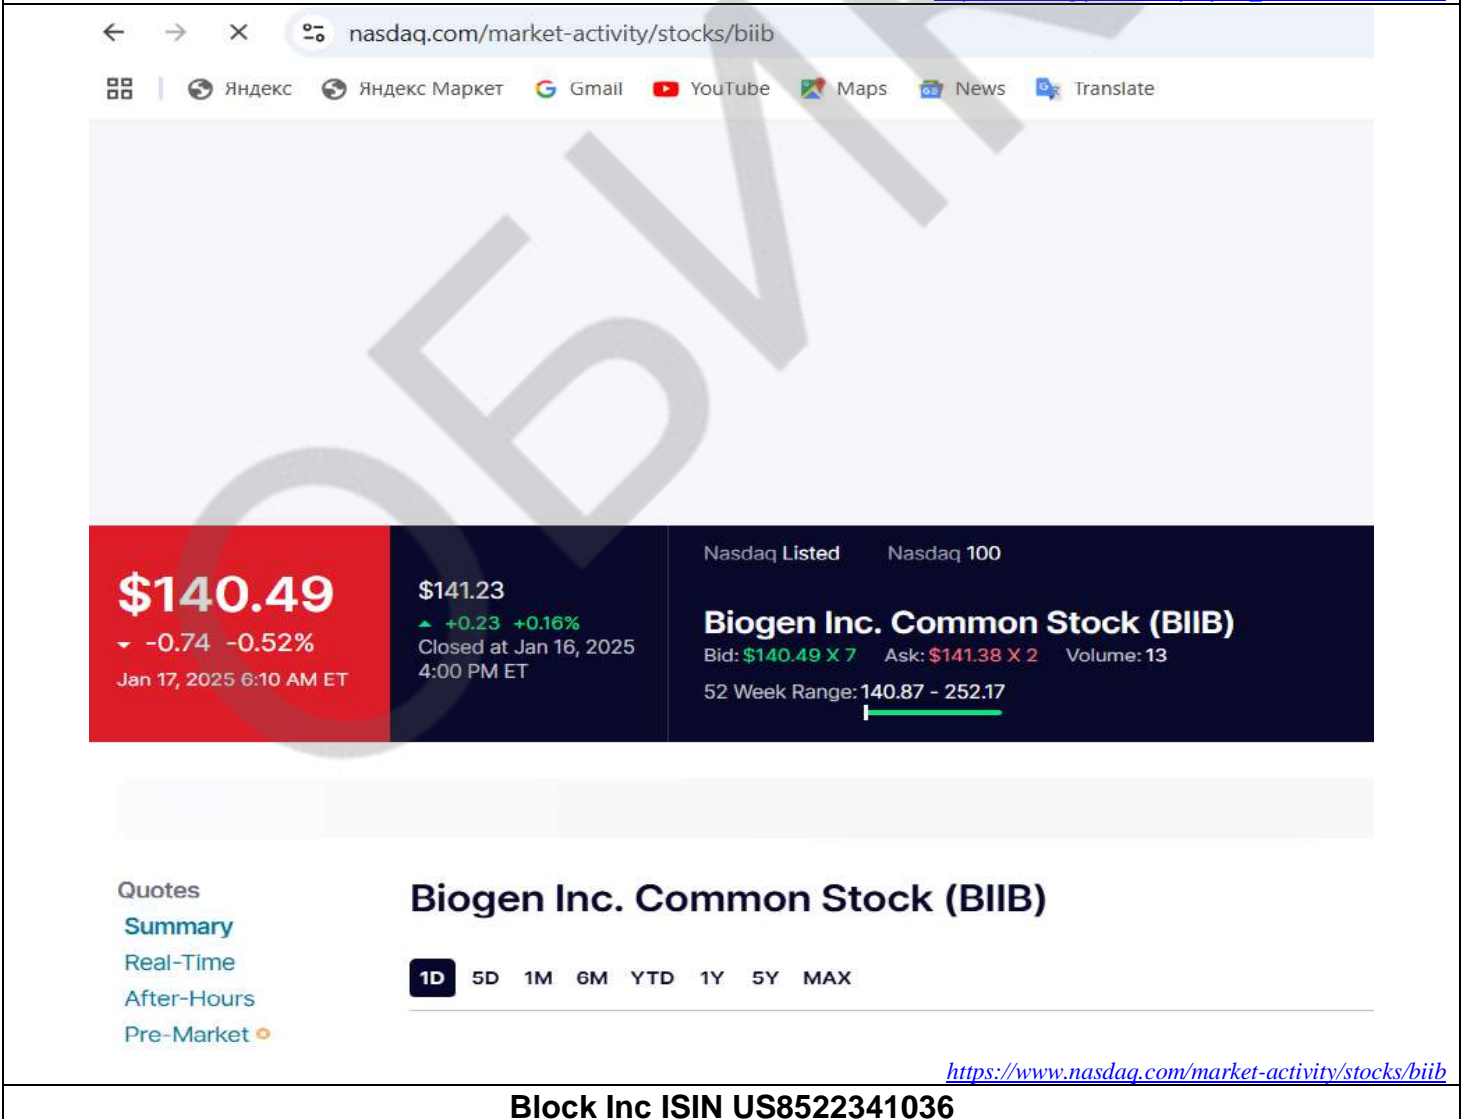 nasdaq.com/market-activity/stocks/biib
Яндекс Яндекс Маркет Gmail YouTube Maps News Translate
Nasdaq Listed Nasdaq 100
$140.49
-0.74 -0.52%
Jan 17, 2025 6:10 AM ET
$141.23
+0.23 +0.16%
Closed at Jan 16, 2025
4:00 PM ET
Biogen Inc. Common Stock (BIIB)
Bid: $140.49 X 7 Ask: $141.38 X 2 Volume: 13
52 Week Range: 140.87 - 252.17
Quotes
Summary
Real-Time
After-Hours
Pre-Market
Biogen Inc. Common Stock (BIIB)
1D 5D 1M 6M YTD 1Y 5Y MAX
https://www.nasdaq.com/market-activity/stocks/biib
Block Inc ISIN US8522341036